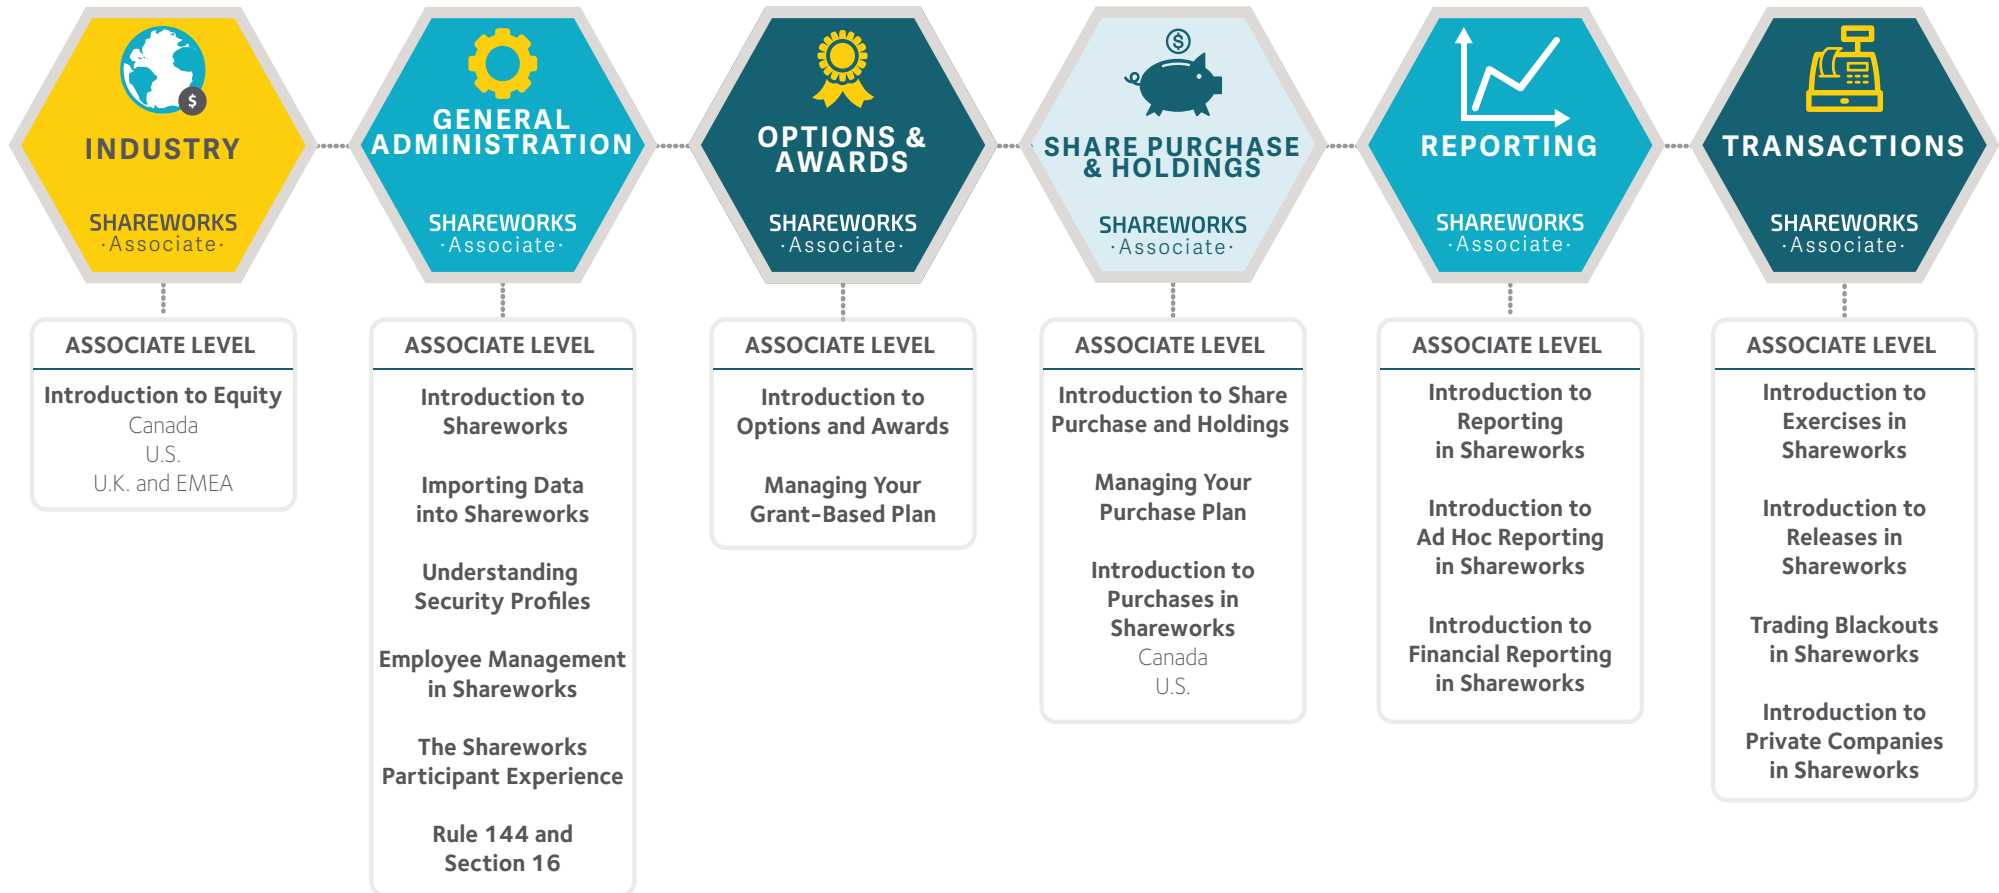 INDUSTRY
SHAREWORKS
·Associate·
ASSOCIATE LEVEL
Introduction to Equity
Canada
U.S.
U.K. and EMEA
GENERAL
ADMINISTRATION
SHAREWORKS
·Associate·
ASSOCIATE LEVEL
Introduction to
Shareworks
Importing Data
into Shareworks
Understanding
Security Profiles
Employee Management
in Shareworks
The Shareworks
Participant Experience
Rule 144 and
Section 16
OPTIONS &
AWARDS
SHAREWORKS
·Associate·
ASSOCIATE LEVEL
Introduction to
Options and Awards
Managing Your
Grant-Based Plan
SHARE PURCHASE
& HOLDINGS
SHAREWORKS
·Associate·
ASSOCIATE LEVEL
Introduction to Share
Purchase and Holdings
Managing Your
Purchase Plan
Introduction to
Purchases in
Shareworks
Canada
U.S.
REPORTING
SHAREWORKS
·Associate·
ASSOCIATE LEVEL
Introduction to
Reporting
in Shareworks
Introduction to
Ad Hoc Reporting
in Shareworks
Introduction to
Financial Reporting
in Shareworks
TRANSACTIONS
SHAREWORKS
·Associate·
ASSOCIATE LEVEL
Introduction to
Exercises in
Shareworks
Introduction to
Releases in
Shareworks
Trading Blackouts
in Shareworks
Introduction to
Private Companies
in Shareworks